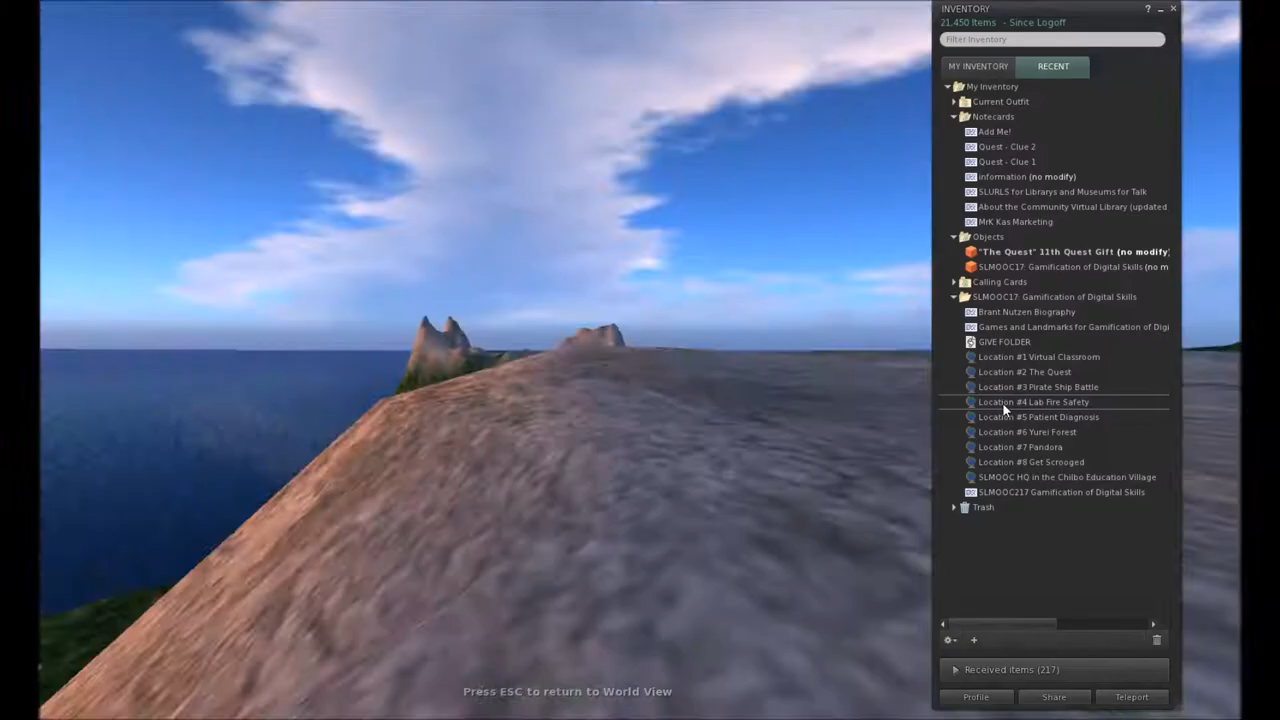 INVENTORY
21,450 Items - Since Logoff
Filter Inventory
MY INVENTORY RECENT
My Inventory
Current Outfit
Notecards
Add Me!
Quest - Clue 2
Quest - Clue 1
information (no modify)
SLURLS for Librarys and Museums for Talk
About the Community Virtual Library (updated
MrK Kas Marketing
Objects
"The Quest" 11th Quest Gift (no modify)
SLMOOC17: Gamification of Digital Skills (no m
Calling Cards
SLMOOC17: Gamification of Digital Skills
Brant Nutzen Biography
Games and Landmarks for Gamification of Digi
GIVE FOLDER
Location #1 Virtual Classroom
Location #2 The Quest
Location #3 Pirate Ship Battle
Location #4 Lab Fire Safety
Location #5 Patient Diagnosis
Location #6 Yurei Forest
Location #7 Pandora
Location #8 Get Scrooged
SLMOOC HQ in the Chilbo Education Village
SLMOOC217 Gamification of Digital Skills
Trash
Received items (217)
Profile Share Teleport
Press ESC to return to World View